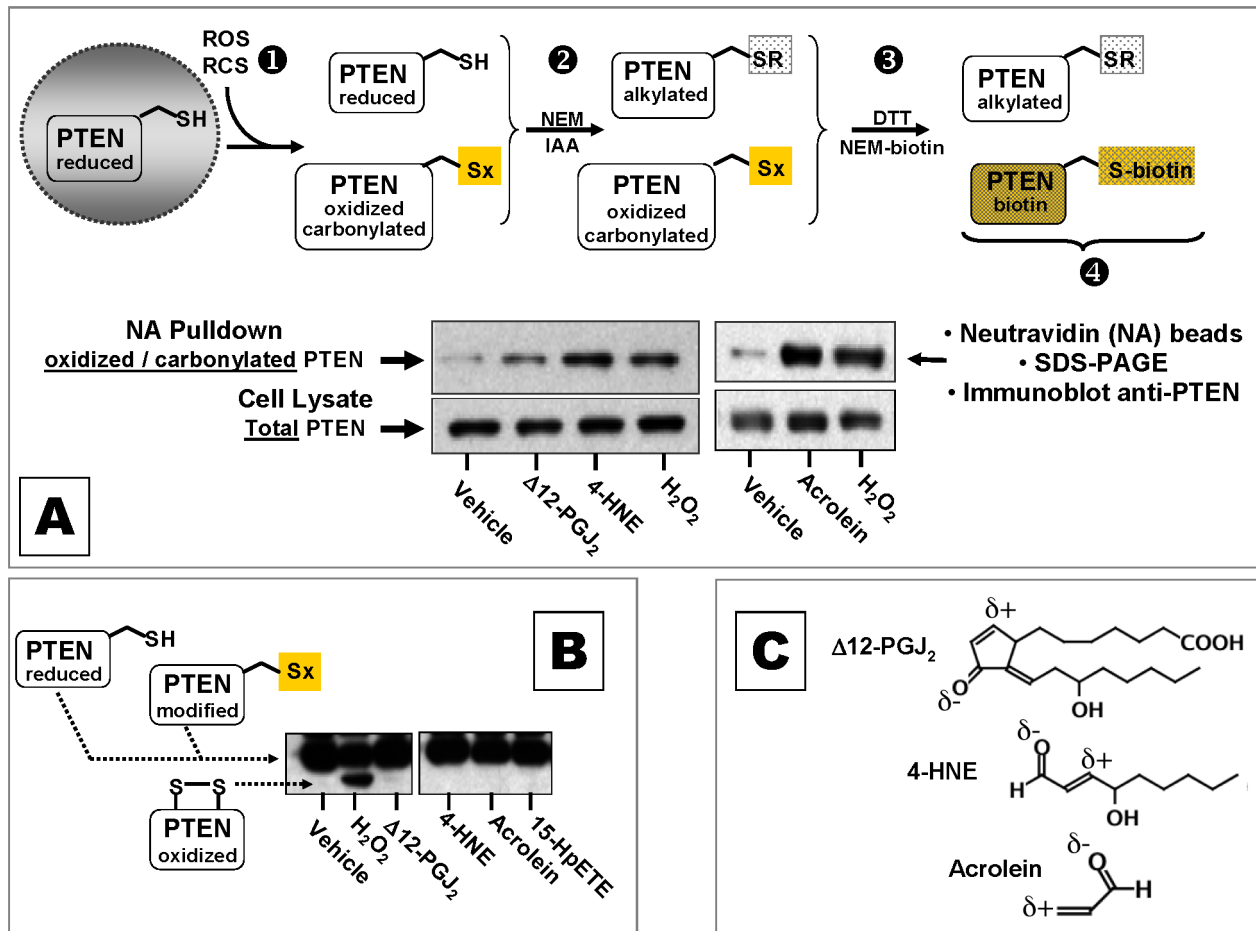 ROS
RCS
❶
PTEN
reduced
SH
PTEN
reduced
SH
PTEN
oxidized
carbonylated
Sx
❷
NEM
IAA
PTEN
alkylated
SR
PTEN
oxidized
carbonylated
Sx
❸
DTT
NEM-biotin
PTEN
alkylated
SR
PTEN
biotin
S-biotin
❹
NA Pulldown
oxidized / carbonylated PTEN
Cell Lysate
Total PTEN
• Neutravidin (NA) beads
• SDS-PAGE
• Immunoblot anti-PTEN
Vehicle
Δ12-PGJ₂
4-HNE
H₂O₂
Vehicle
Acrolein
H₂O₂
A
PTEN
reduced
SH
PTEN
modified
Sx
S S
PTEN
oxidized
Vehicle
H₂O₂
Δ12-PGJ₂
4-HNE
Acrolein
15-HpETE
B
C
Δ12-PGJ₂
δ+
COOH
O
δ-
OH
4-HNE
δ-
O
δ+
H
OH
Acrolein
δ-
O
H
δ+